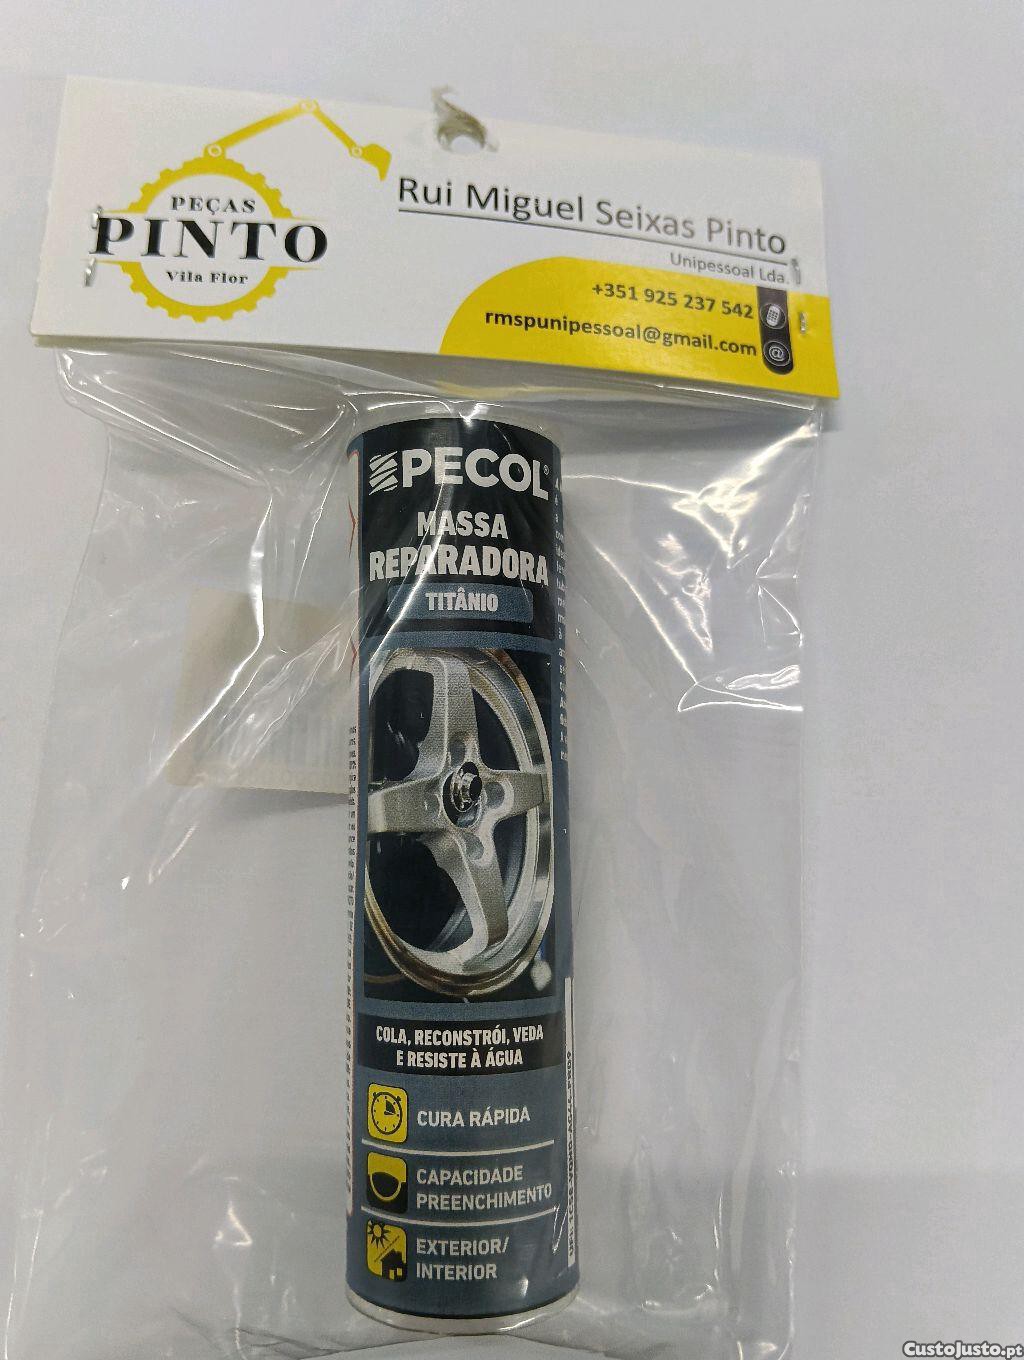 PEÇAS
PINTO
Vila Flor
Rui Miguel Seixas Pinto
Unipessoal Lda.
+351 925 237 542
rmspunipessoal@gmail.com
@
PECOL®
MASSA
REPARADORA
TITÂNIO
COLA, RECONSTRÓI, VEDA
E RESISTE À ÁGUA
CURA RÁPIDA
CAPACIDADE
PREENCHIMENTO
EXTERIOR/
INTERIOR
CustoJusto.pt